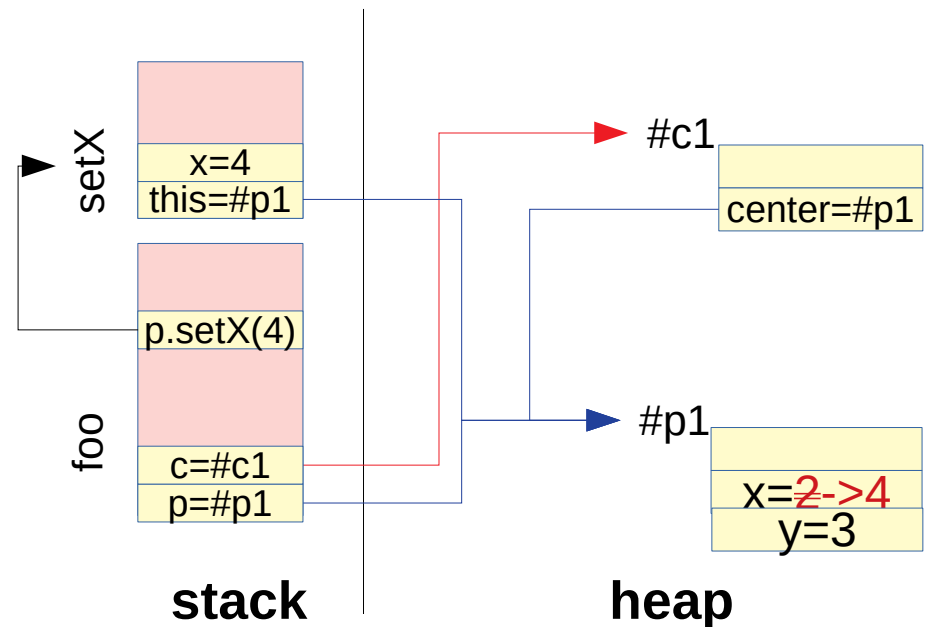 setX
x=4
this=#p1
p.setX(4)
foo
c=#c1
p=#p1
stack
#c1
center=#p1
#p1
x=2->4
y=3
heap